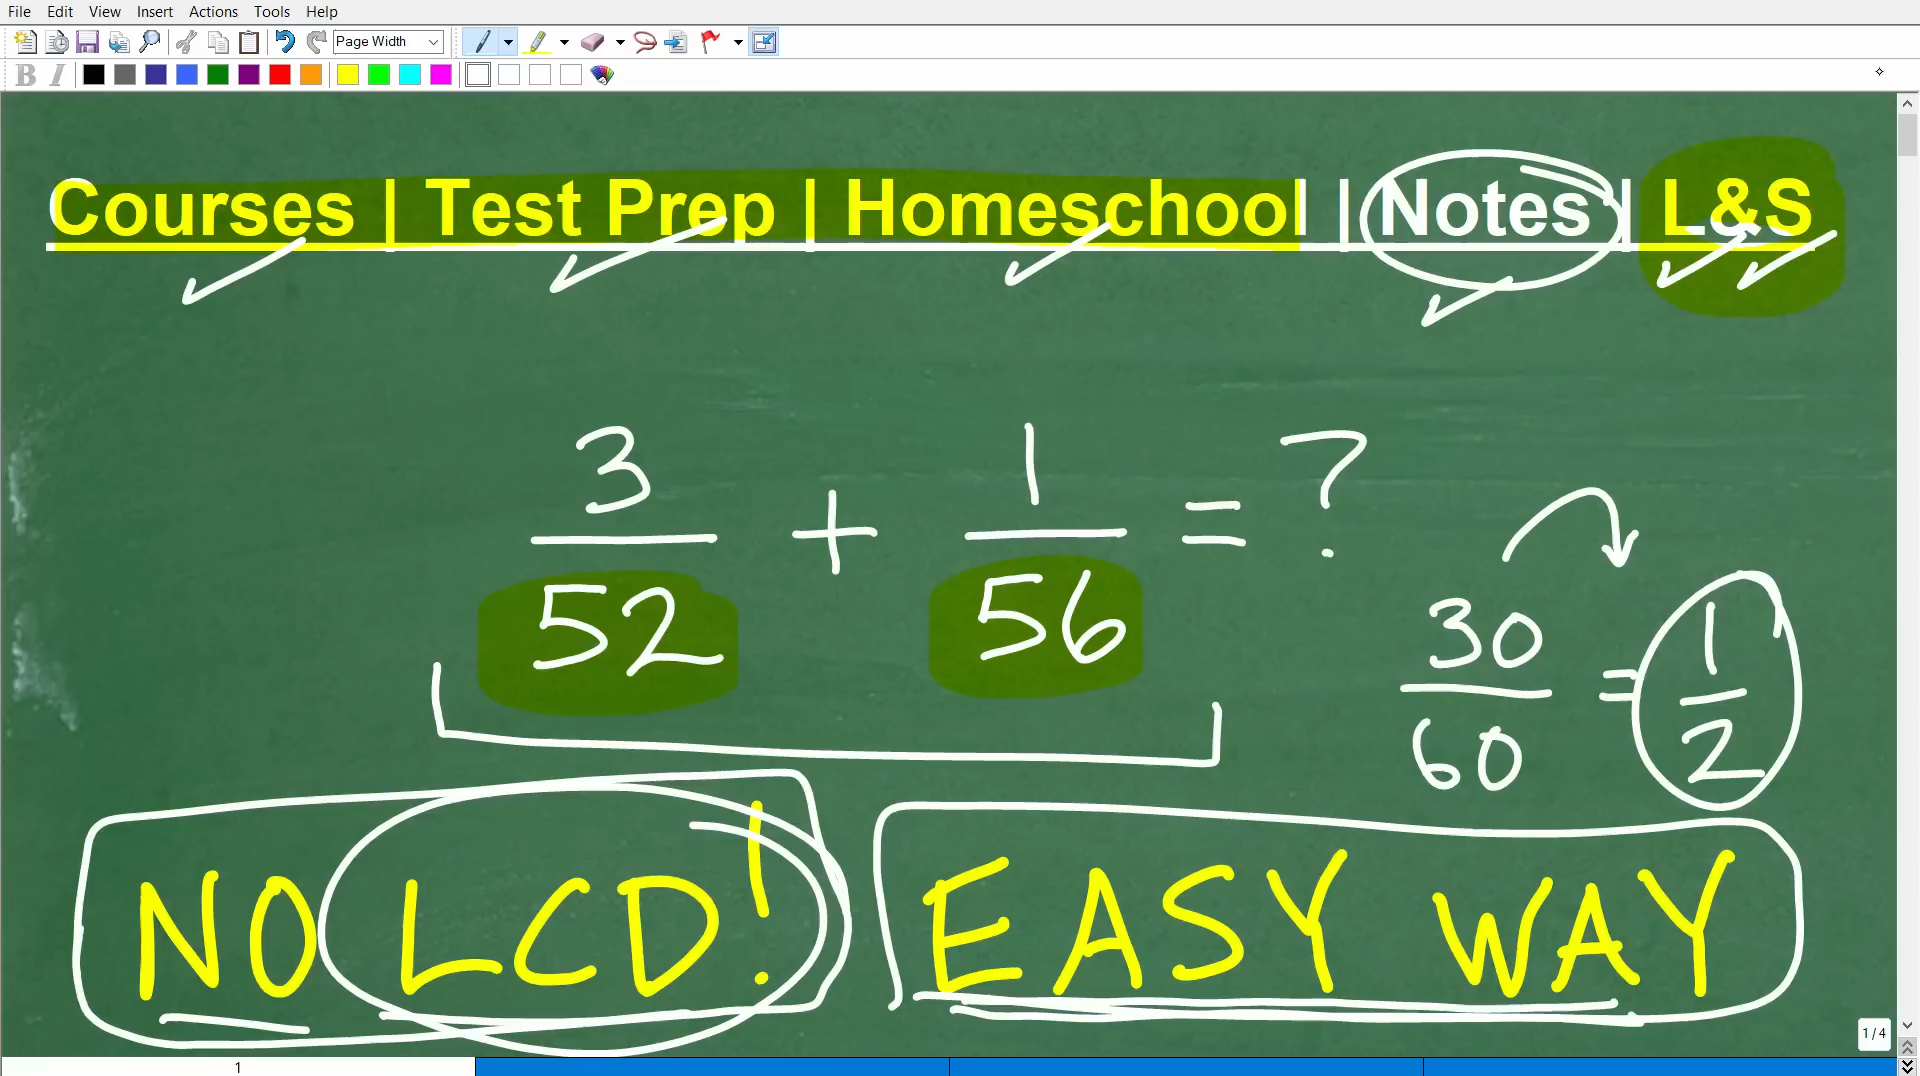 File Edit View Insert Actions Tools Help
Page Width
B I
Courses | Test Prep | Homeschool | Notes | L&S
3/52 + 1/56 = ?
30/60 = 1/2
NO LCD! EASY WAY
1 / 4
1